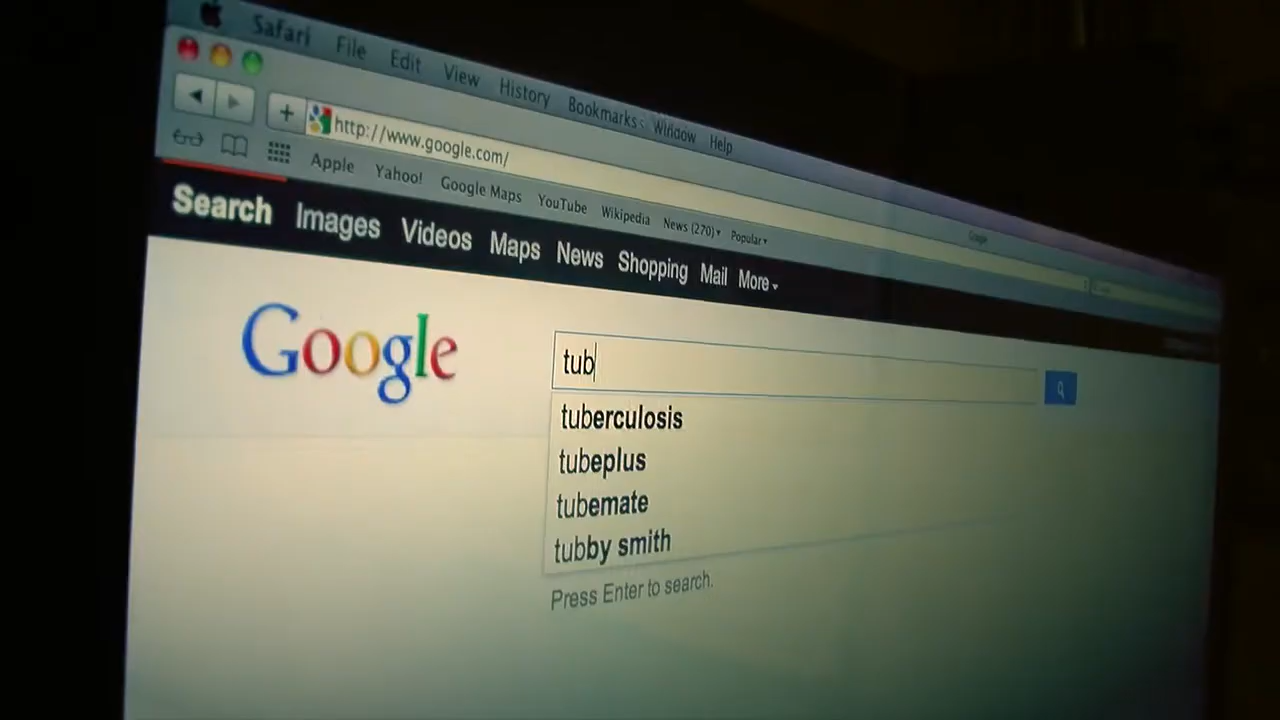 Safari File Edit View History Bookmarks Window Help
Google
http://www.google.com/
Apple Yahoo! Google Maps YouTube Wikipedia News (270) Popular
Search Images Videos Maps News Shopping Mail More
Google
tub
tuberculosis
tubeplus
tubemate
tubby smith
Press Enter to search.